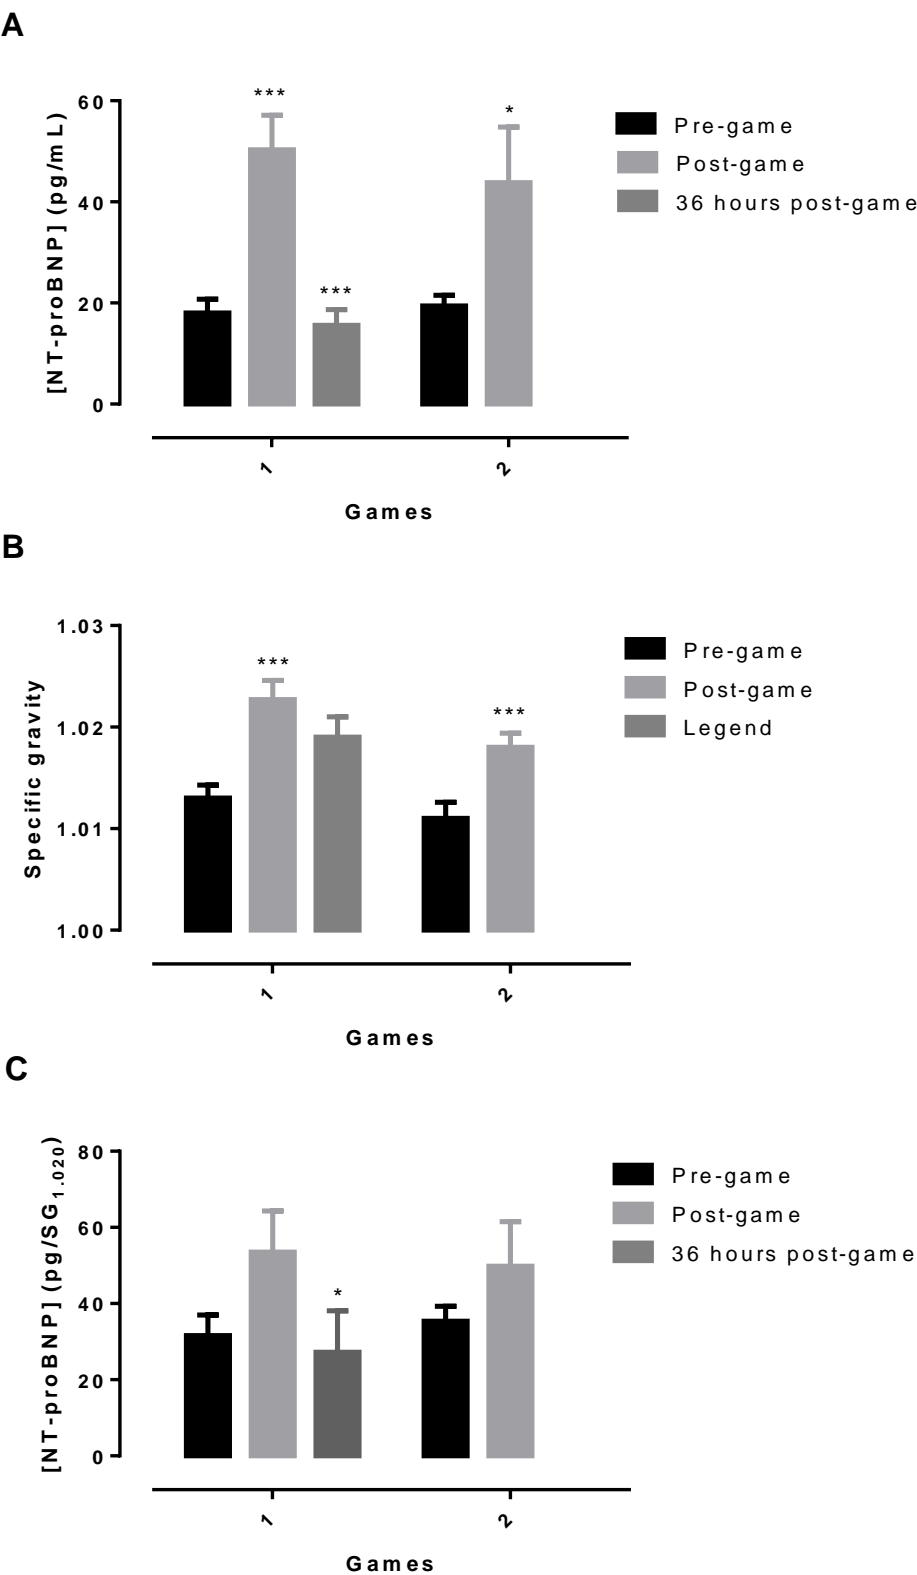 A
[NT-proBNP] (pg/mL)
60
40
20
0
***
***
*
Pre-game
Post-game
36 hours post-game
1
2
Games
B
Specific gravity
1.03
1.02
1.01
1.00
***
***
Pre-game
Post-game
Legend
1
2
Games
C
[NT-proBNP] (pg/SG1.020)
80
60
40
20
0
*
Pre-game
Post-game
36 hours post-game
1
2
Games